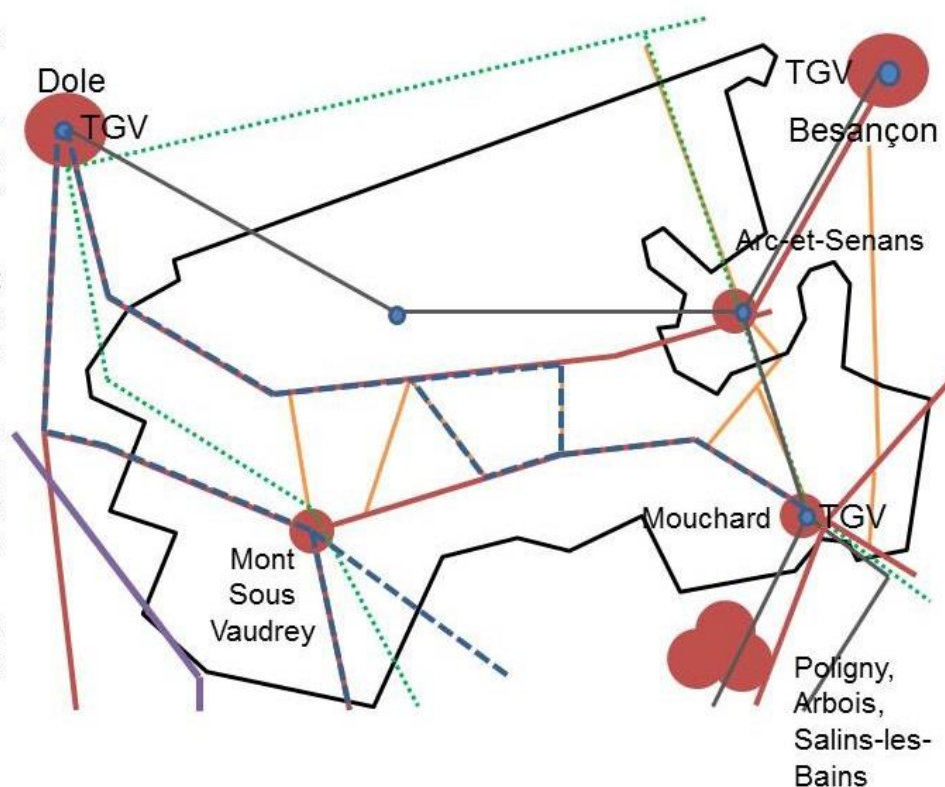 Dole
TGV
TGV
Besançon
Arc-et-Senans
Mouchard
TGV
Mont
Sous
Vaudrey
Poligny,
Arbois,
Salins-les-
Bains